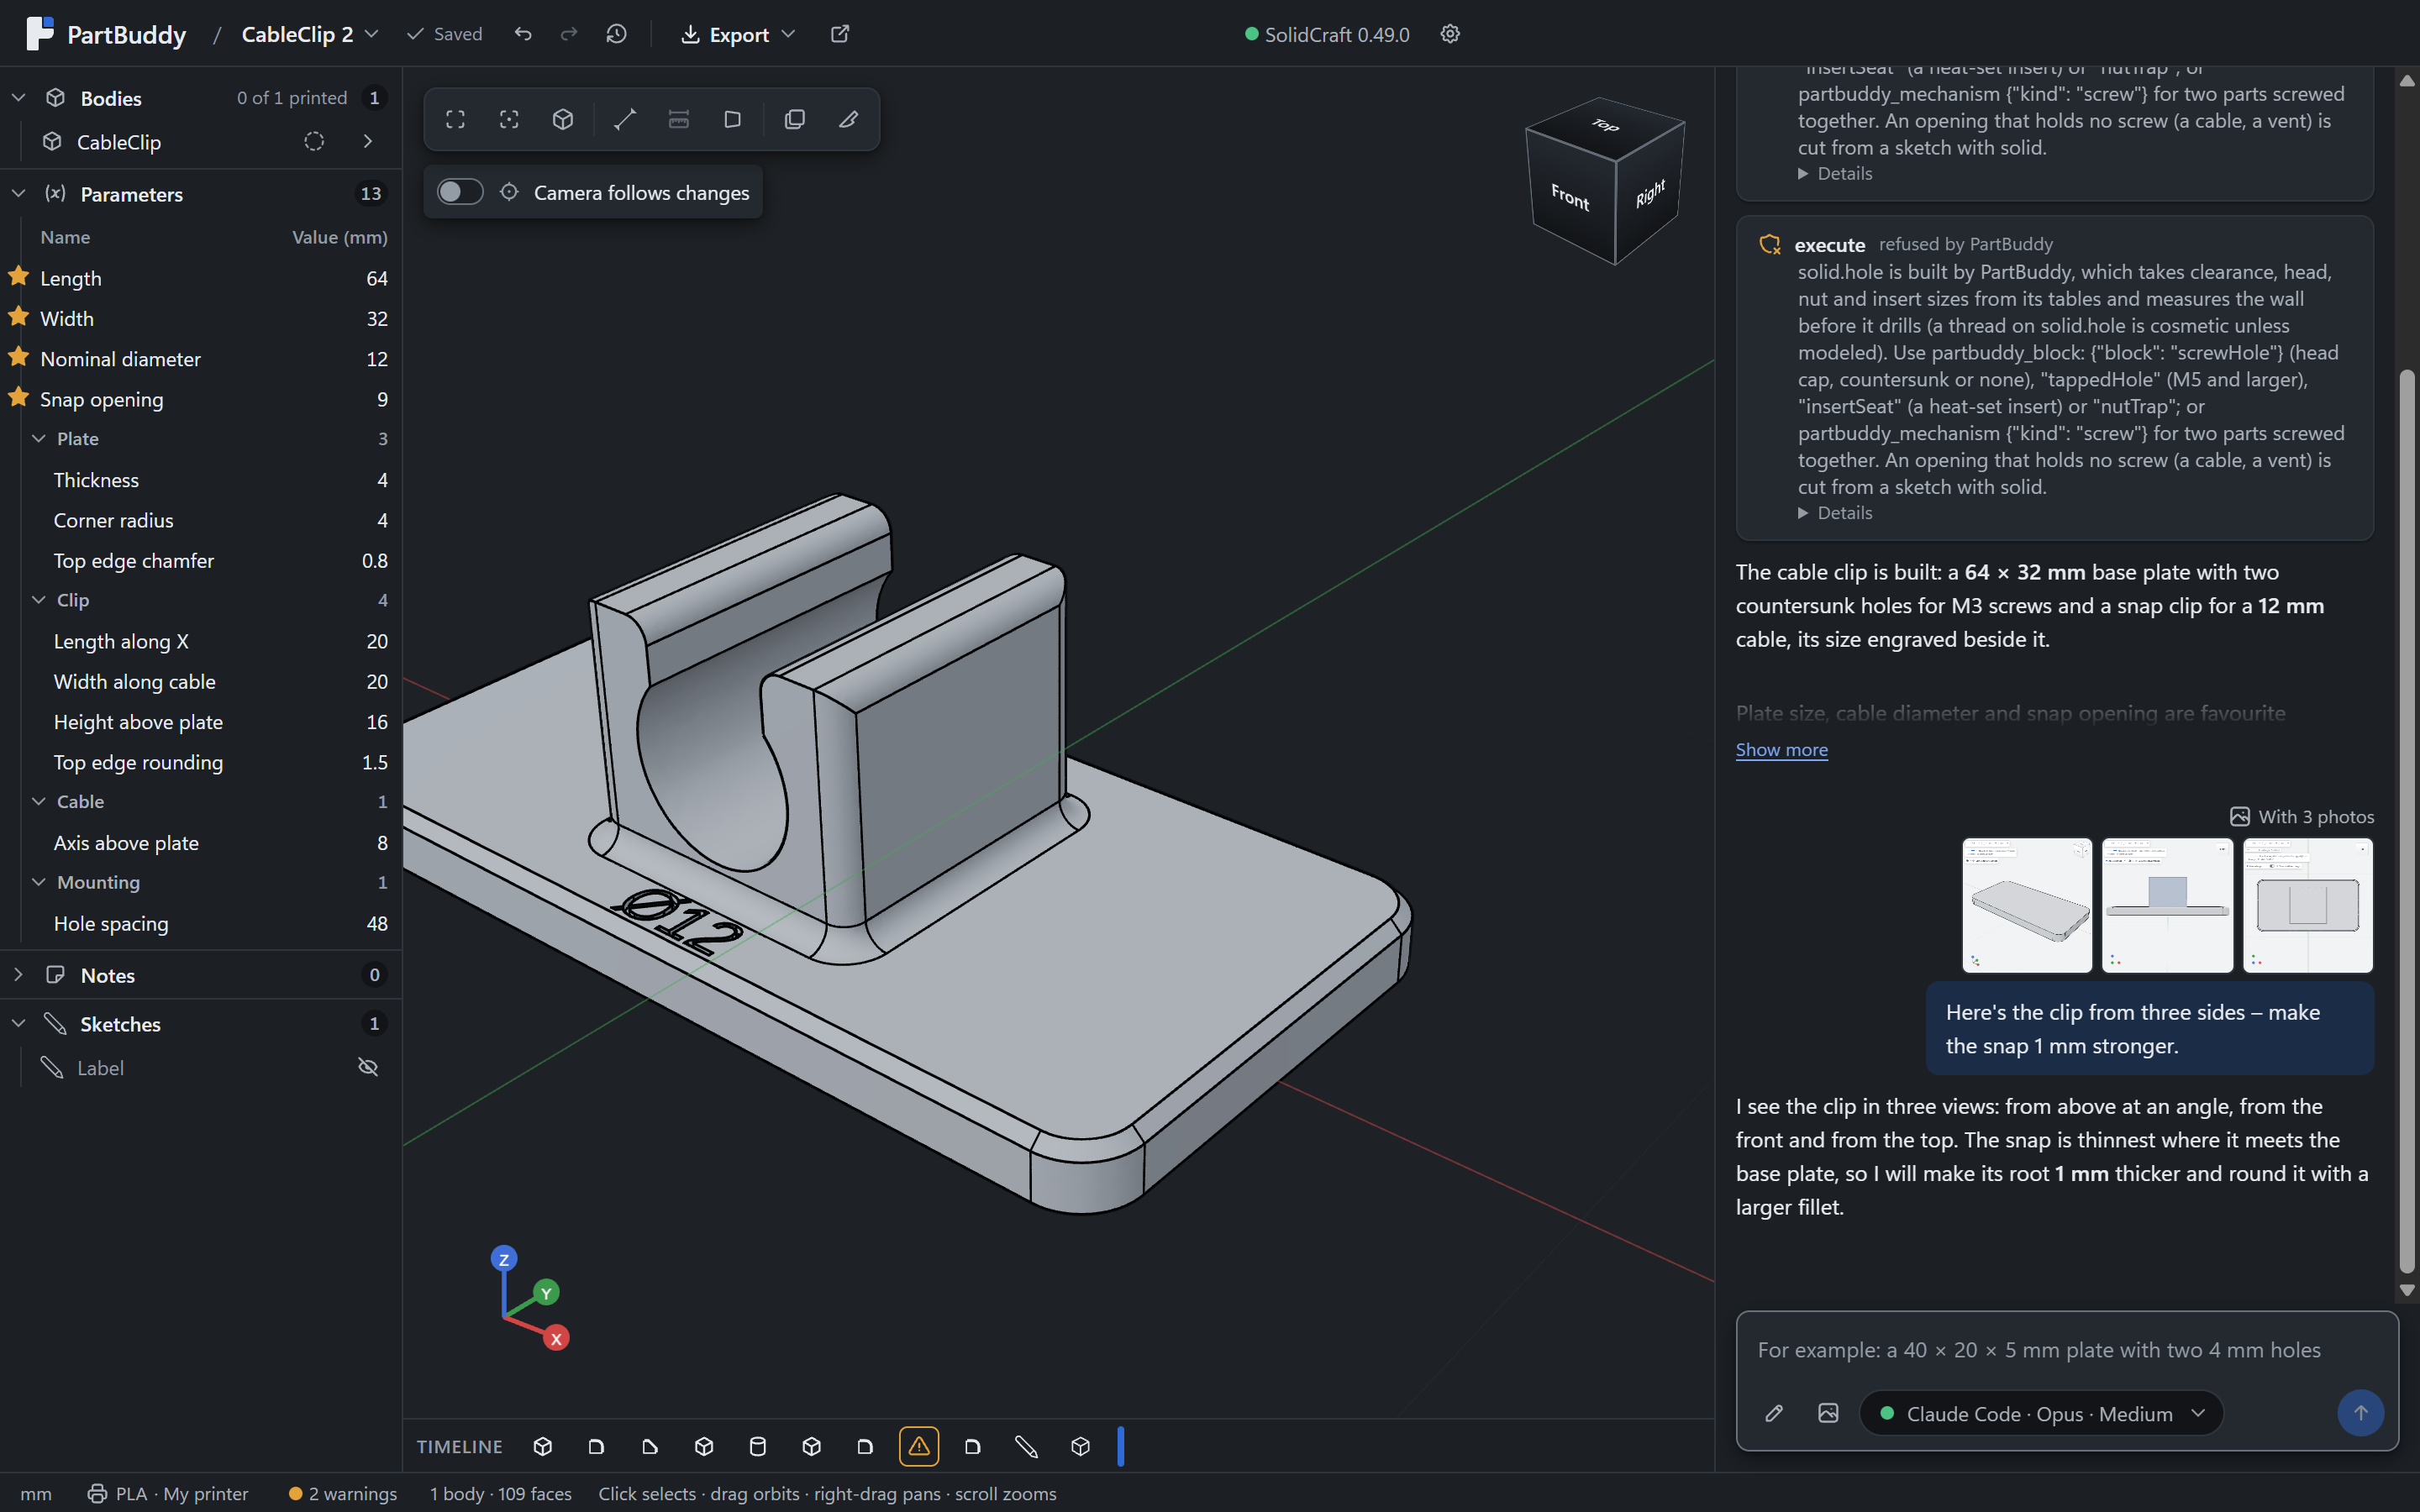 PartBuddy / CableClip 2 Saved Export SolidCraft 0.49.0
Bodies 0 of 1 printed 1
CableClip
Parameters 13
Name Value (mm)
Length 64
Width 32
Nominal diameter 12
Snap opening 9
Plate 3
Thickness 4
Corner radius 4
Top edge chamfer 0.8
Clip 4
Length along X 20
Width along cable 20
Height above plate 16
Top edge rounding 1.5
Cable 1
Axis above plate 8
Mounting 1
Hole spacing 48
Notes 0
Sketches 1
Label
Camera follows changes
Top
Front
Right
Ø12
Z
Y
X
TIMELINE
"insertSeat" (a heat-set insert) or "nutTrap"; or
partbuddy_mechanism {"kind": "screw"} for two parts screwed
together. An opening that holds no screw (a cable, a vent) is
cut from a sketch with solid.
Details
execute refused by PartBuddy
solid.hole is built by PartBuddy, which takes clearance, head,
nut and insert sizes from its tables and measures the wall
before it drills (a thread on solid.hole is cosmetic unless
modeled). Use partbuddy_block: {"block": "screwHole"} (head
cap, countersunk or none), "tappedHole" (M5 and larger),
"insertSeat" (a heat-set insert) or "nutTrap"; or
partbuddy_mechanism {"kind": "screw"} for two parts screwed
together. An opening that holds no screw (a cable, a vent) is
cut from a sketch with solid.
Details
The cable clip is built: a 64 × 32 mm base plate with two
countersunk holes for M3 screws and a snap clip for a 12 mm
cable, its size engraved beside it.
Plate size, cable diameter and snap opening are favourite
Show more
With 3 photos
Here's the clip from three sides – make
the snap 1 mm stronger.
I see the clip in three views: from above at an angle, from the
front and from the top. The snap is thinnest where it meets the
base plate, so I will make its root 1 mm thicker and round it with a
larger fillet.
For example: a 40 × 20 × 5 mm plate with two 4 mm holes
Claude Code · Opus · Medium
mm PLA · My printer 2 warnings 1 body · 109 faces Click selects · drag orbits · right-drag pans · scroll zooms